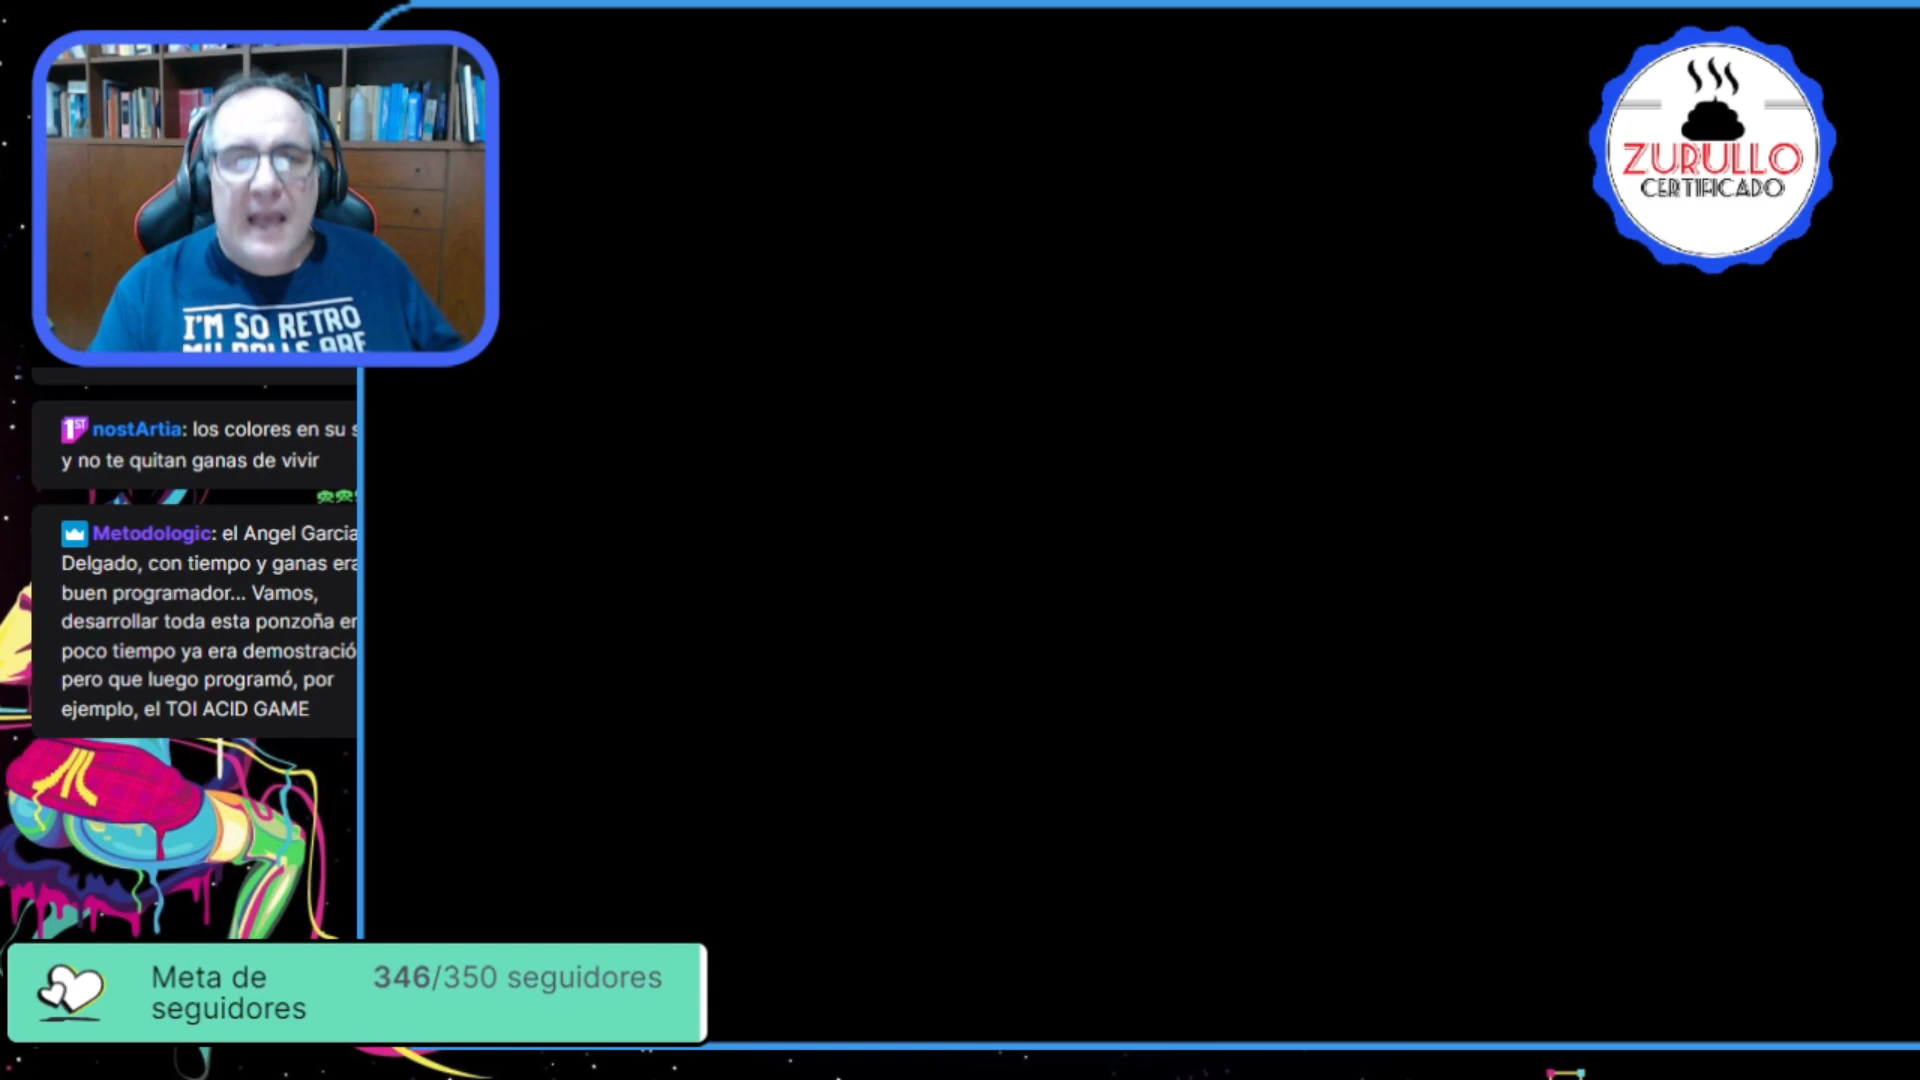 I'M SO RETRO
ZURULLO
CERTIFICADO
1ST nostArtia: los colores en su
y no te quitan ganas de vivir
Metodologic: el Angel Garcia
Delgado, con tiempo y ganas era
buen programador... Vamos,
desarrollar toda esta ponzoña en
poco tiempo ya era demostració
pero que luego programó, por
ejemplo, el TOI ACID GAME
Meta de
seguidores
346/350 seguidores